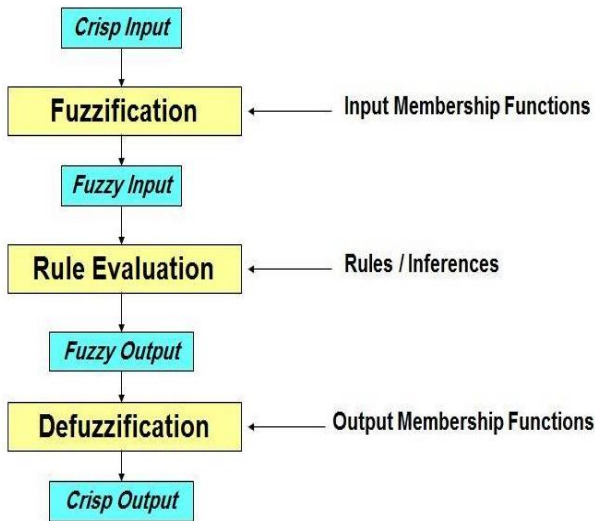 Crisp Input
Fuzzification
Input Membership Functions
Fuzzy Input
Rule Evaluation
Rules / Inferences
Fuzzy Output
Defuzzification
Output Membership Functions
Crisp Output